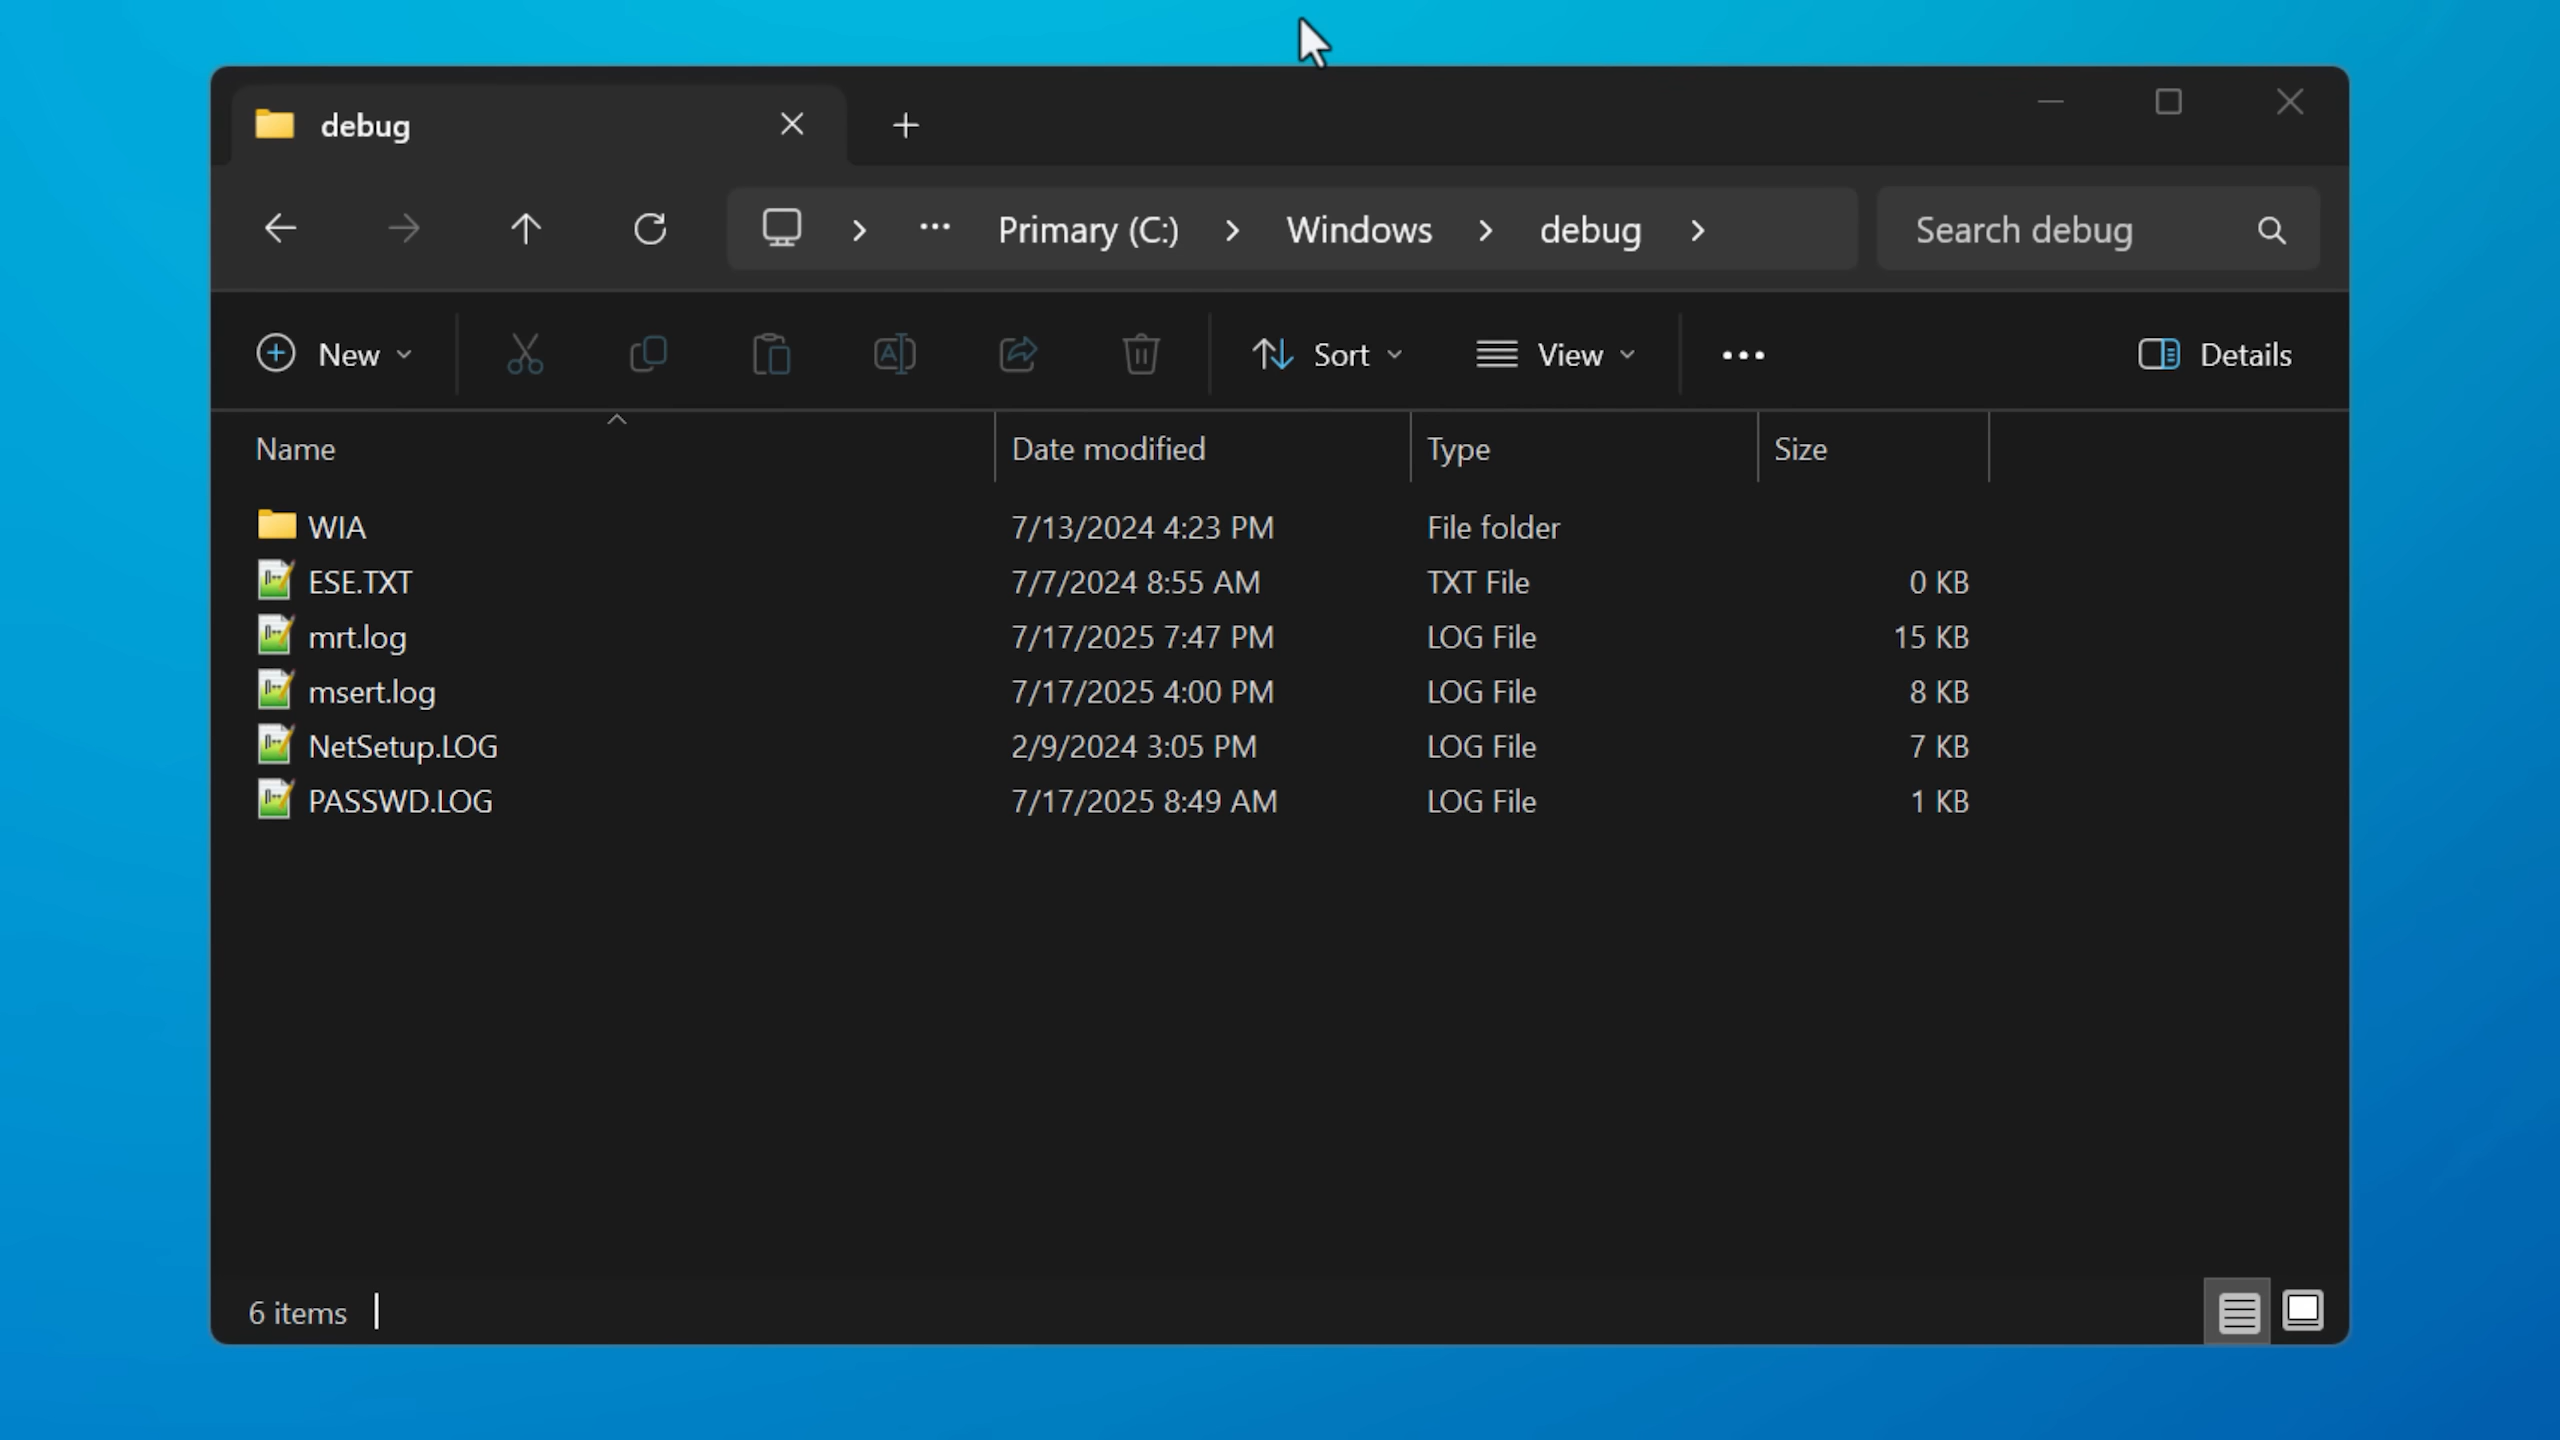 debug
Primary (C:) Windows debug Search debug
New Sort View Details
Name Date modified Type Size
WIA 7/13/2024 4:23 PM File folder
ESE.TXT 7/7/2024 8:55 AM TXT File 0 KB
mrt.log 7/17/2025 7:47 PM LOG File 15 KB
msert.log 7/17/2025 4:00 PM LOG File 8 KB
NetSetup.LOG 2/9/2024 3:05 PM LOG File 7 KB
PASSWD.LOG 7/17/2025 8:49 AM LOG File 1 KB
6 items